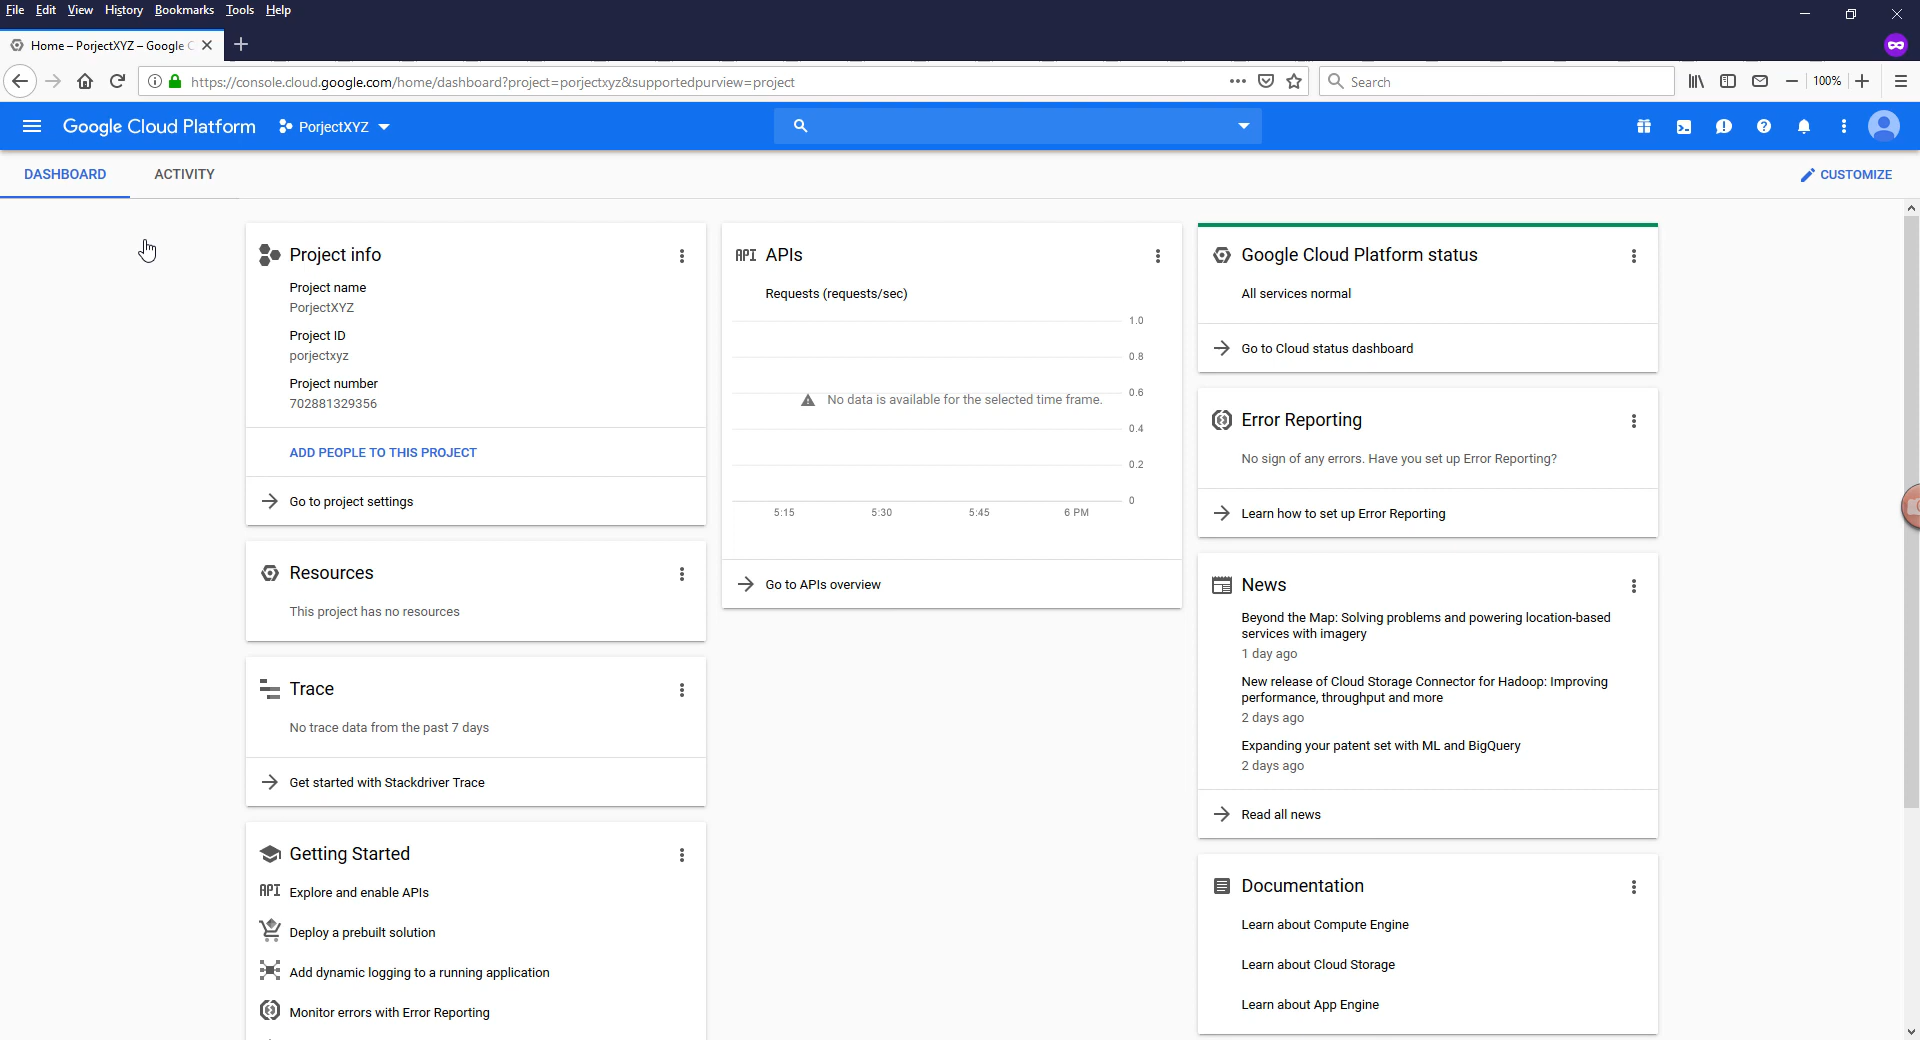 File Edit View History Bookmarks Tools Help
Home – PorjectXYZ – Google C
https://console.cloud.google.com/home/dashboard?project=porjectxyz&supportedpurview=project
Search
100%
Google Cloud Platform
PorjectXYZ
DASHBOARD
ACTIVITY
CUSTOMIZE
Project info
Project name
PorjectXYZ
Project ID
porjectxyz
Project number
702881329356
ADD PEOPLE TO THIS PROJECT
Go to project settings
Resources
This project has no resources
Trace
No trace data from the past 7 days
Get started with Stackdriver Trace
Getting Started
API Explore and enable APIs
Deploy a prebuilt solution
Add dynamic logging to a running application
Monitor errors with Error Reporting
API APIs
Requests (requests/sec)
1.0
0.8
0.6
No data is available for the selected time frame.
0.4
0.2
0
5:15 5:30 5:45 6 PM
Go to APIs overview
Google Cloud Platform status
All services normal
Go to Cloud status dashboard
Error Reporting
No sign of any errors. Have you set up Error Reporting?
Learn how to set up Error Reporting
News
Beyond the Map: Solving problems and powering location-based
services with imagery
1 day ago
New release of Cloud Storage Connector for Hadoop: Improving
performance, throughput and more
2 days ago
Expanding your patent set with ML and BigQuery
2 days ago
Read all news
Documentation
Learn about Compute Engine
Learn about Cloud Storage
Learn about App Engine